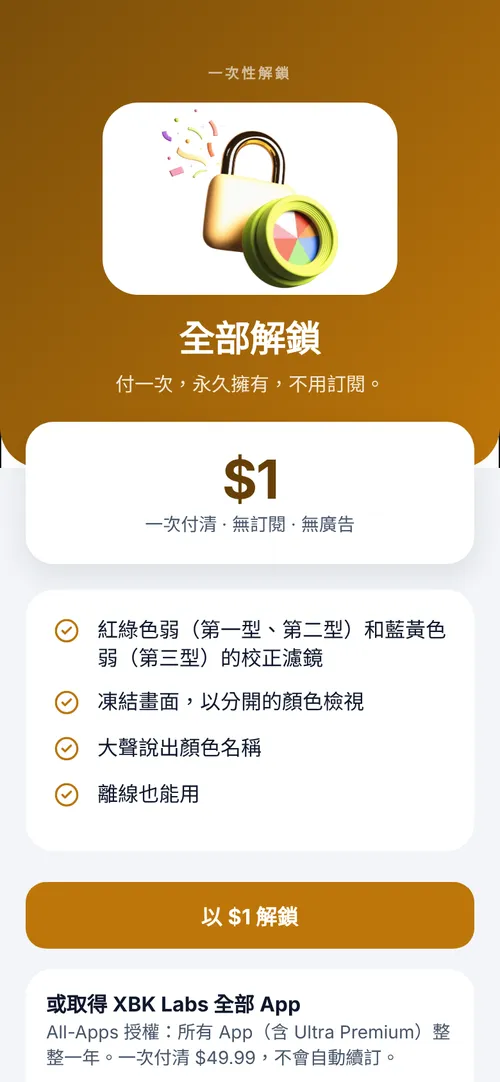 一次性解鎖
全部解鎖
付一次，永久擁有，不用訂閱。
$1
一次付清 · 無訂閱 · 無廣告
紅綠色弱（第一型、第二型）和藍黃色
弱（第三型）的校正濾鏡
凍結畫面，以分開的顏色檢視
大聲說出顏色名稱
離線也能用
以 $1 解鎖
或取得 XBK Labs 全部 App
All-Apps 授權：所有 App（含 Ultra Premium）整
整一年。一次付清 $49.99，不會自動續訂。